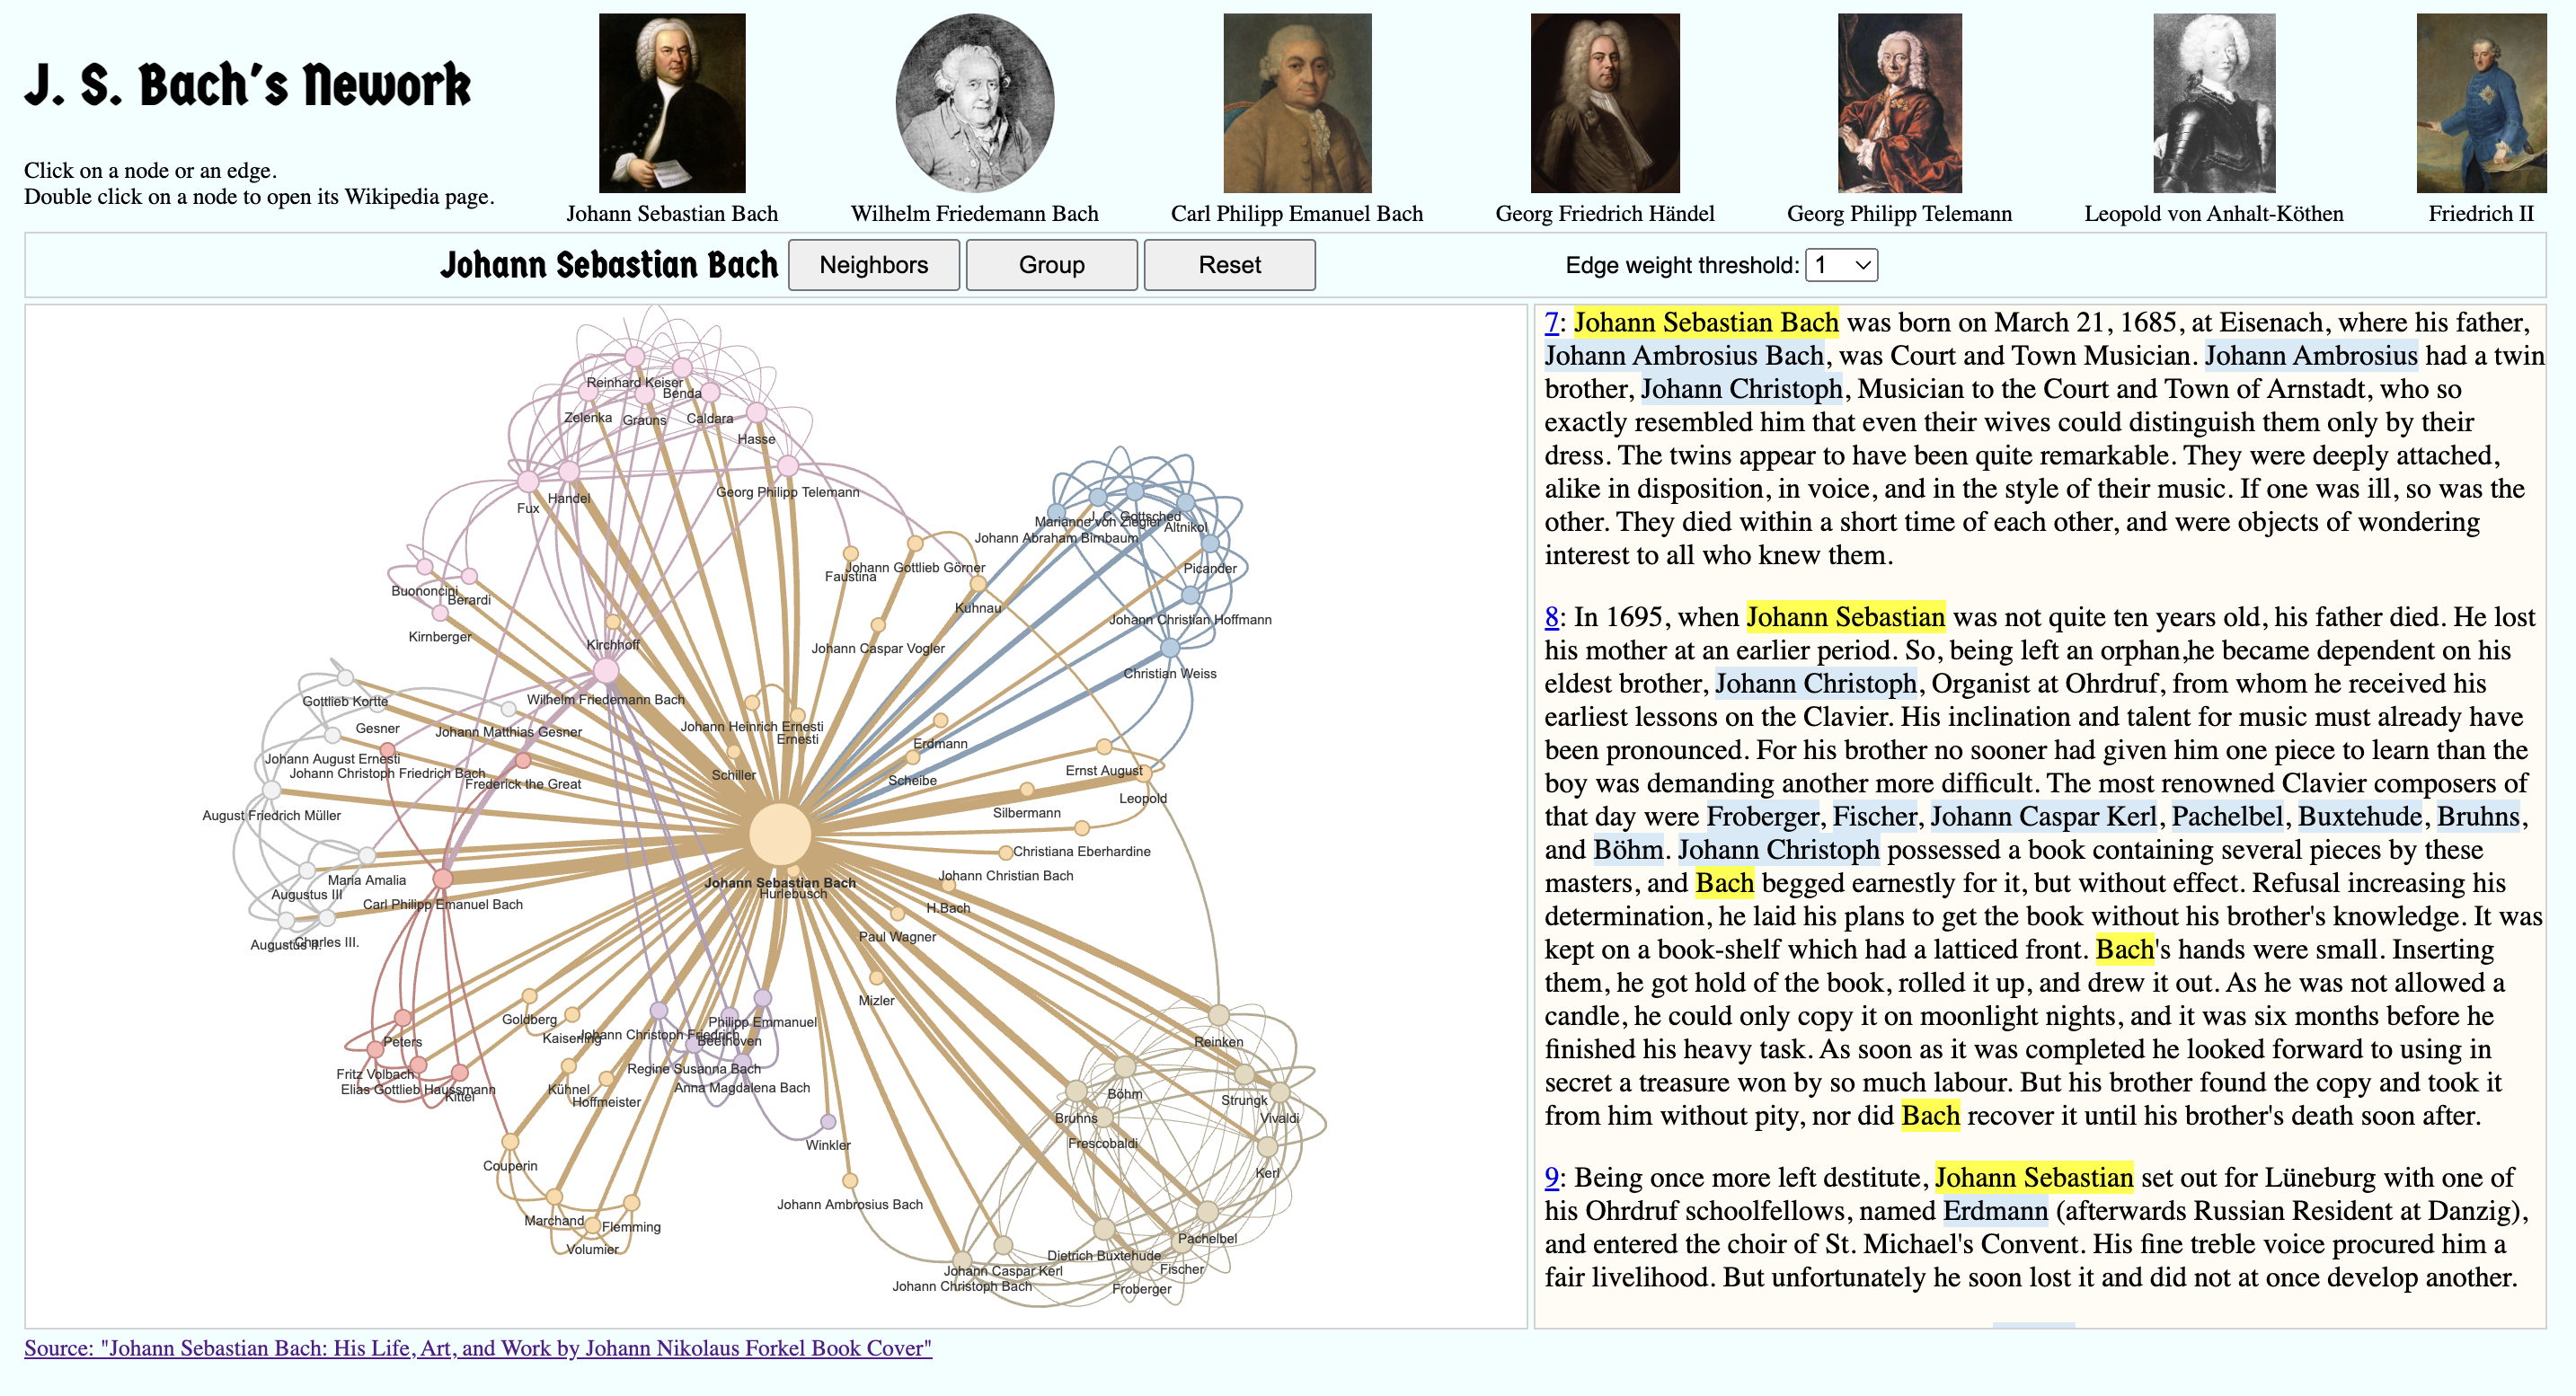 J. S. Bach's Nework
Click on a node or an edge.
Double click on a node to open its Wikipedia page.
Johann Sebastian Bach
Wilhelm Friedemann Bach
Carl Philipp Emanuel Bach
Georg Friedrich Händel
Georg Philipp Telemann
Leopold von Anhalt-Köthen
Friedrich II
Johann Sebastian Bach
Neighbors
Group
Reset
Edge weight threshold: 1
Reinhard Keiser
Benda
Zelenka
Grauns
Caldara
Hasse
Georg Philipp Telemann
Handel
Fux
Marianne von Ziegler
J. C. Gottsched
Altnikol
Johann Abraham Birnbaum
Picander
Johann Christian Hoffmann
Christian Weiss
Faustina
Johann Gottlieb Görner
Kuhnau
Buononcini
Berardi
Kirnberger
Kirchhoff
Johann Caspar Vogler
Wilhelm Friedemann Bach
Gottlieb Kortte
Gesner
Johann Matthias Gesner
Johann August Ernesti
Johann Christoph Friedrich Bach
Frederick the Great
Johann Heinrich Ernesti
Ernesti
Schiller
Erdmann
Scheibe
Ernst August
Leopold
Silbermann
August Friedrich Müller
Christiana Eberhardine
Johann Christian Bach
Maria Amalia
Augustus III
Carl Philipp Emanuel Bach
Johann Sebastian Bach
Hurlebusch
H.Bach
Augustus II.
Charles III.
Paul Wagner
Mizler
Goldberg
Kaiserling
Johann Christoph Friedrich
Philipp Emmanuel
Beethoven
Peters
Fritz Volbach
Elias Gottlieb Haussmann
Kittel
Kühnel
Hoffmeister
Regine Susanna Bach
Anna Magdalena Bach
Winkler
Reinken
Böhm
Strungk
Bruhns
Vivaldi
Frescobaldi
Kerl
Couperin
Johann Ambrosius Bach
Marchand
Flemming
Volumier
Pachelbel
Dietrich Buxtehude
Fischer
Johann Caspar Kerl
Johann Christoph Bach
Froberger
7: Johann Sebastian Bach was born on March 21, 1685, at Eisenach, where his father,
Johann Ambrosius Bach, was Court and Town Musician. Johann Ambrosius had a twin
brother, Johann Christoph, Musician to the Court and Town of Arnstadt, who so
exactly resembled him that even their wives could distinguish them only by their
dress. The twins appear to have been quite remarkable. They were deeply attached,
alike in disposition, in voice, and in the style of their music. If one was ill, so was the
other. They died within a short time of each other, and were objects of wondering
interest to all who knew them.
8: In 1695, when Johann Sebastian was not quite ten years old, his father died. He lost
his mother at an earlier period. So, being left an orphan,he became dependent on his
eldest brother, Johann Christoph, Organist at Ohrdruf, from whom he received his
earliest lessons on the Clavier. His inclination and talent for music must already have
been pronounced. For his brother no sooner had given him one piece to learn than the
boy was demanding another more difficult. The most renowned Clavier composers of
that day were Froberger, Fischer, Johann Caspar Kerl, Pachelbel, Buxtehude, Bruhns,
and Böhm. Johann Christoph possessed a book containing several pieces by these
masters, and Bach begged earnestly for it, but without effect. Refusal increasing his
determination, he laid his plans to get the book without his brother's knowledge. It was
kept on a book-shelf which had a latticed front. Bach's hands were small. Inserting
them, he got hold of the book, rolled it up, and drew it out. As he was not allowed a
candle, he could only copy it on moonlight nights, and it was six months before he
finished his heavy task. As soon as it was completed he looked forward to using in
secret a treasure won by so much labour. But his brother found the copy and took it
from him without pity, nor did Bach recover it until his brother's death soon after.
9: Being once more left destitute, Johann Sebastian set out for Lüneburg with one of
his Ohrdruf schoolfellows, named Erdmann (afterwards Russian Resident at Danzig),
and entered the choir of St. Michael's Convent. His fine treble voice procured him a
fair livelihood. But unfortunately he soon lost it and did not at once develop another.
Source: "Johann Sebastian Bach: His Life, Art, and Work by Johann Nikolaus Forkel Book Cover"